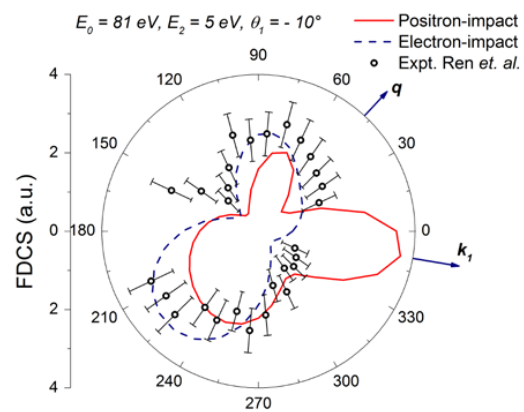 E₀ = 81 eV, E₂ = 5 eV, θ₁ = - 10°
Positron-impact
Electron-impact
Expt. Ren et. al.
FDCS (a.u.)
4
2
0
2
4
90
60
30
0
330
300
270
240
210
180
150
120
q
k₁